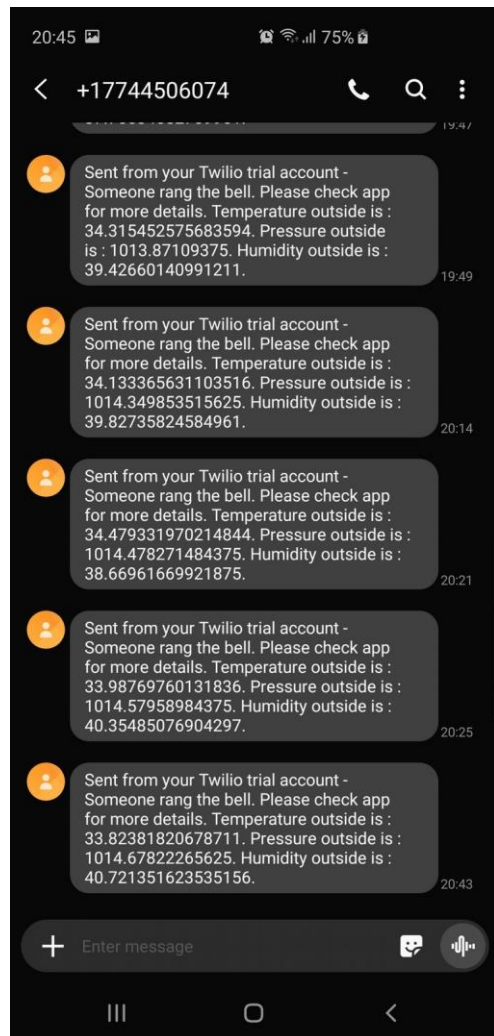 20:45 75%
+17744506074
19:47
Sent from your Twilio trial account -
Someone rang the bell. Please check app
for more details. Temperature outside is :
34.315452575683594. Pressure outside
is : 1013.87109375. Humidity outside is :
39.42660140991211.
19:49
Sent from your Twilio trial account -
Someone rang the bell. Please check app
for more details. Temperature outside is :
34.133365631103516. Pressure outside is :
1014.349853515625. Humidity outside is :
39.82735824584961.
20:14
Sent from your Twilio trial account -
Someone rang the bell. Please check app
for more details. Temperature outside is :
34.479331970214844. Pressure outside is :
1014.478271484375. Humidity outside is :
38.66961669921875.
20:21
Sent from your Twilio trial account -
Someone rang the bell. Please check app
for more details. Temperature outside is :
33.98769760131836. Pressure outside is :
1014.57958984375. Humidity outside is :
40.35485076904297.
20:25
Sent from your Twilio trial account -
Someone rang the bell. Please check app
for more details. Temperature outside is :
33.82381820678711. Pressure outside is :
1014.67822265625. Humidity outside is :
40.721351623535156.
20:43
Enter message